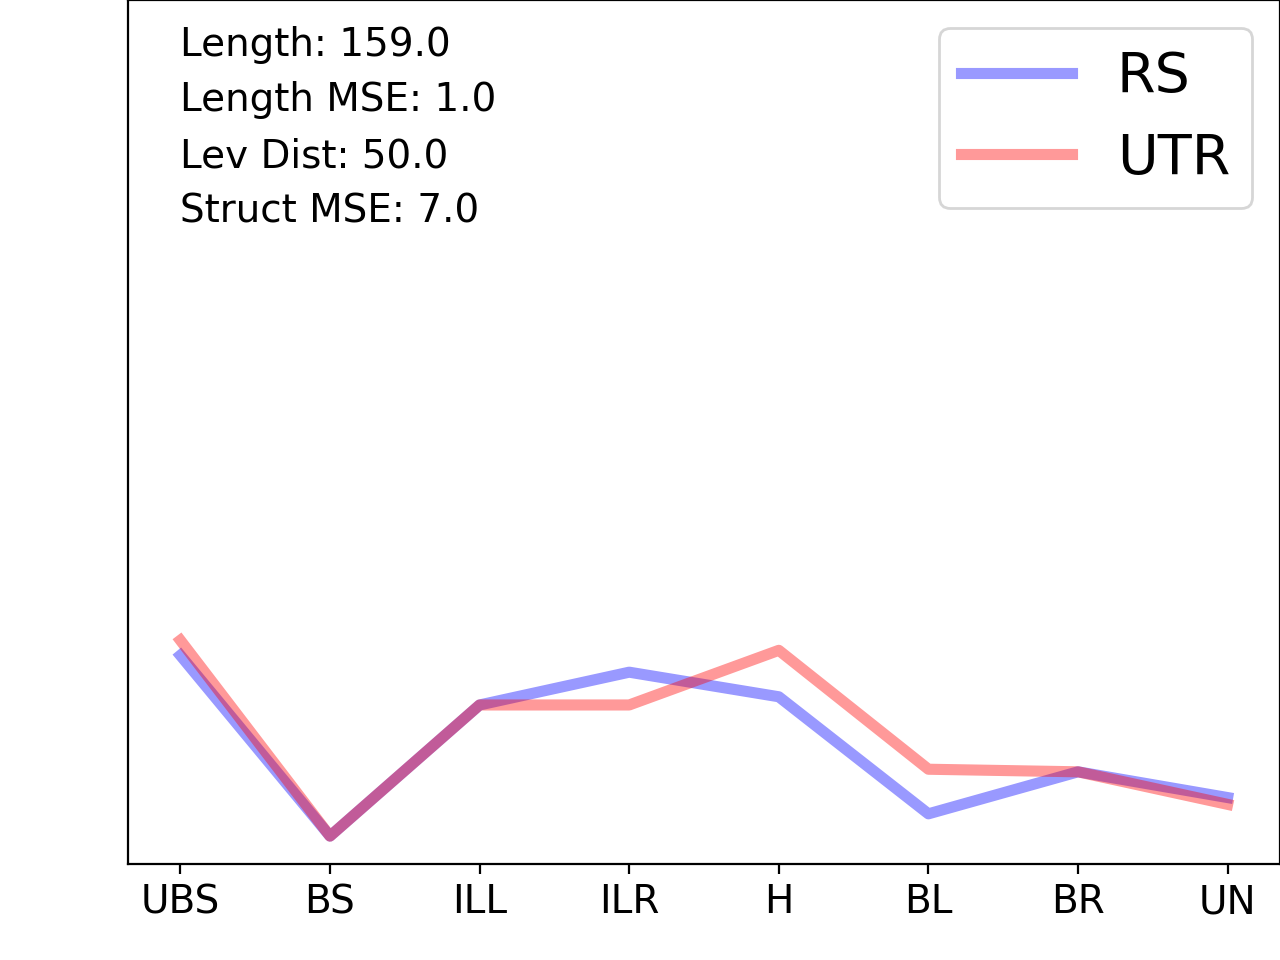 Length: 159.0
Length MSE: 1.0
Lev Dist: 50.0
Struct MSE: 7.0
RS
UTR
UBS BS ILL ILR H BL BR UN